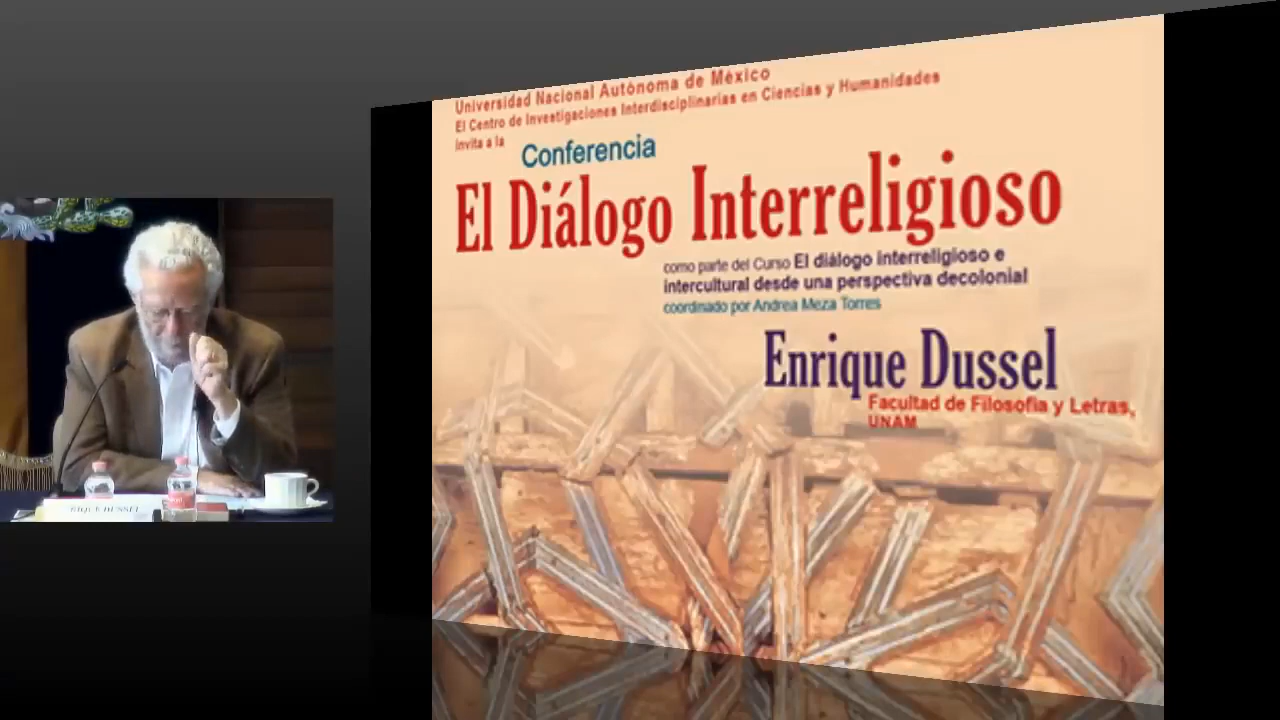 Universidad Nacional Autónoma de México
El Centro de Investigaciones Interdisciplinarias en Ciencias y Humanidades
invita a la
Conferencia
El Diálogo Interreligioso
como parte del Curso El diálogo interreligioso e
intercultural desde una perspectiva decolonial
coordinado por Andrea Meza Torres
Enrique Dussel
Facultad de Filosofía y Letras,
UNAM
DUSSEL